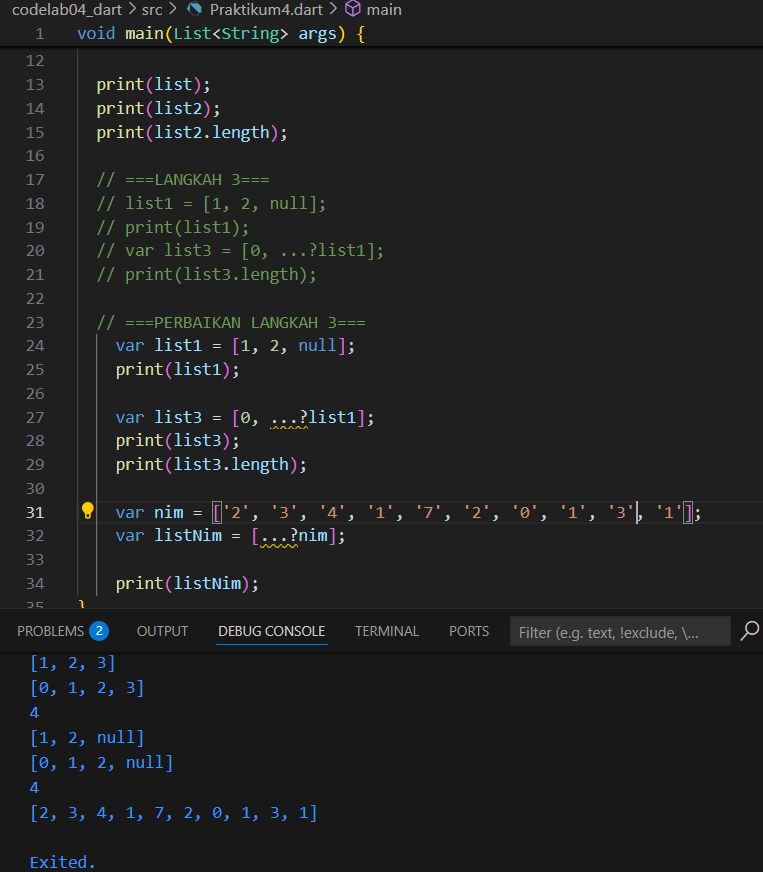 codelab04_dart > src > Praktikum4.dart > main
1 void main(List<String> args) {
12
13 print(list);
14 print(list2);
15 print(list2.length);
16
17 // ===LANGKAH 3===
18 // list1 = [1, 2, null];
19 // print(list1);
20 // var list3 = [0, ...?list1];
21 // print(list3.length);
22
23 // ===PERBAIKAN LANGKAH 3===
24 var list1 = [1, 2, null];
25 print(list1);
26
27 var list3 = [0, ...?list1];
28 print(list3);
29 print(list3.length);
30
31 var nim = ['2', '3', '4', '1', '7', '2', '0', '1', '3', '1'];
32 var listNim = [...?nim];
33
34 print(listNim);
35 }
PROBLEMS 2 OUTPUT DEBUG CONSOLE TERMINAL PORTS Filter (e.g. text, !exclude, \...
[1, 2, 3]
[0, 1, 2, 3]
4
[1, 2, null]
[0, 1, 2, null]
4
[2, 3, 4, 1, 7, 2, 0, 1, 3, 1]
Exited.